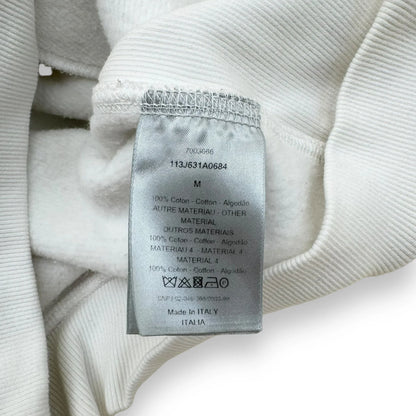 113J631A0684
M
100% Coton - Cotton - Algodão
AUTRE MATERIAU - OTHER
MATERIAL
OUTROS MATERIAIS
100% Coton - Cotton - Algodão
MATERIAU 4 - MATERIAL 4
MATERIAL 4
100% Coton - Cotton - Algodão
Made in ITALY
ITALIA